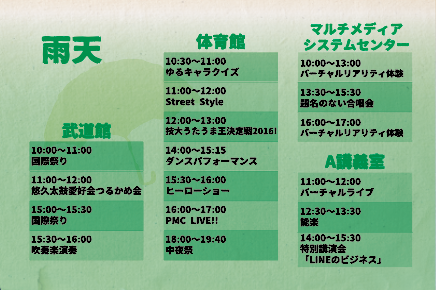 雨天
武道館
10:30〜11:00
国際祭り
11:00〜12:00
悠久太鼓愛好会つるかめ会
15:00〜15:30
国際祭り
15:30〜16:00
吹奏楽演奏
体育館
10:30〜11:00
ゆるキャラクイズ
11:00〜12:00
Street Style
12:00〜13:00
技大うたうま王決定戦2016!
14:00〜15:15
ダンスパフォーマンス
15:30〜16:00
ヒーローショー
16:00〜17:00
PMC LIVE!!
18:00〜19:40
中夜祭
マルチメディア
システムセンター
10:00〜13:00
バーチャルリアリティ体験
13:30〜15:30
題名のない合唱会
16:00〜17:00
バーチャルリアリティ体験
A講義室
11:00〜12:00
バーチャルライブ
12:30〜13:30
能楽
14:00〜15:30
特別講演会
「LINEのビジネス」